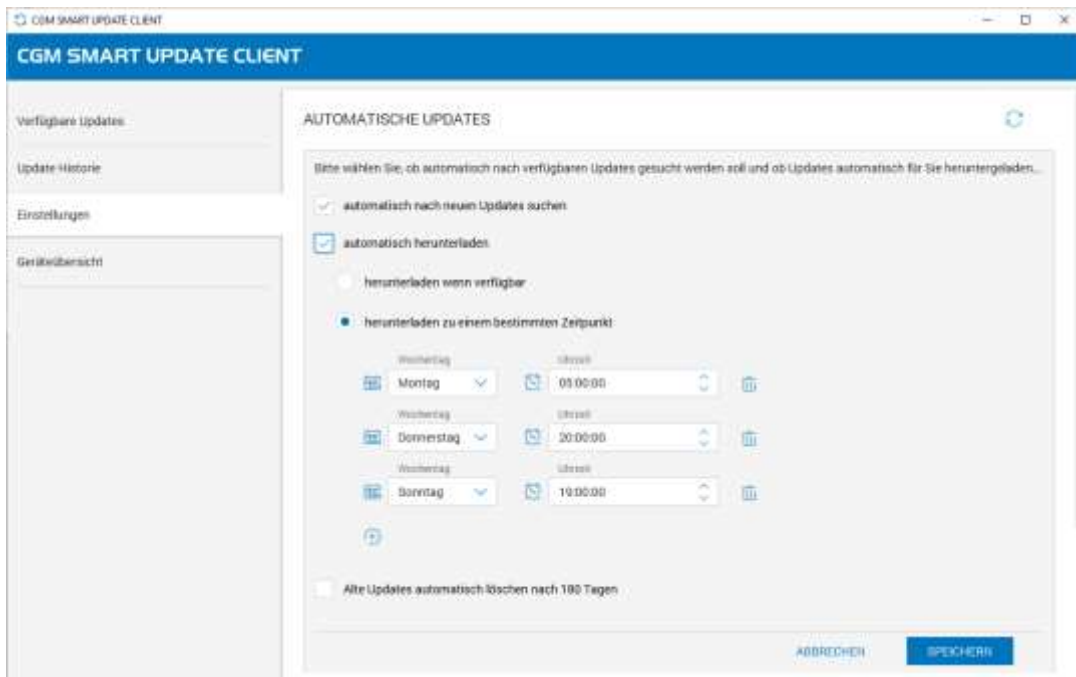 CGM SMART UPDATE CLIENT
CGM SMART UPDATE CLIENT
Verfügbare Updates
Update Historie
Einstellungen
Geräteübersicht
AUTOMATISCHE UPDATES
Bitte wählen Sie, ob automatisch nach verfügbaren Updates gesucht werden soll und ob Updates automatisch für Sie heruntergeladen...
automatisch nach neuen Updates suchen
automatisch herunterladen
herunterladen wenn verfügbar
herunterladen zu einem bestimmten Zeitpunkt
Wochentag Uhrzeit
Montag 05:00:00
Wochentag Uhrzeit
Donnerstag 20:00:00
Wochentag Uhrzeit
Sonntag 19:00:00
Alte Updates automatisch löschen nach 180 Tagen
ABBRECHEN SPEICHERN